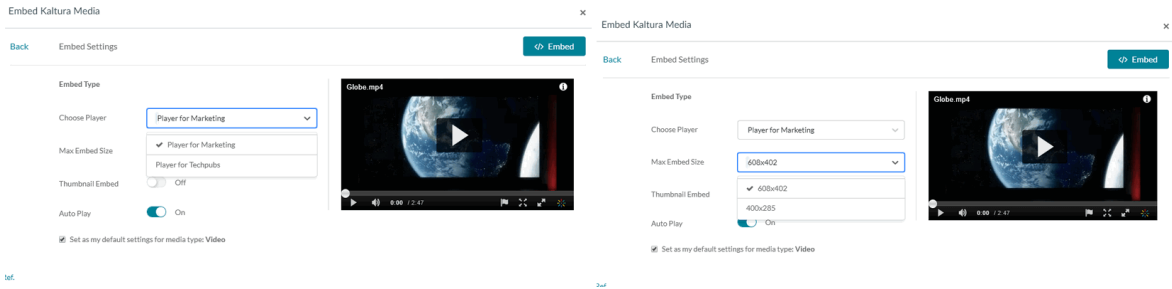 Embed Kaltura Media ×
Back Embed Settings </> Embed
Embed Type
Choose Player Player for Marketing
✔ Player for Marketing
Player for Techpubs
Max Embed Size
Thumbnail Embed Off
Auto Play On
Set as my default settings for media type: Video
Globe.mp4
0:00 / 2:47
Embed Kaltura Media ×
Back Embed Settings </> Embed
Embed Type
Choose Player Player for Marketing
Max Embed Size 608x402
✔ 608x402
400x285
Thumbnail Embed
Auto Play On
Set as my default settings for media type: Video
Globe.mp4
0:00 / 2:47